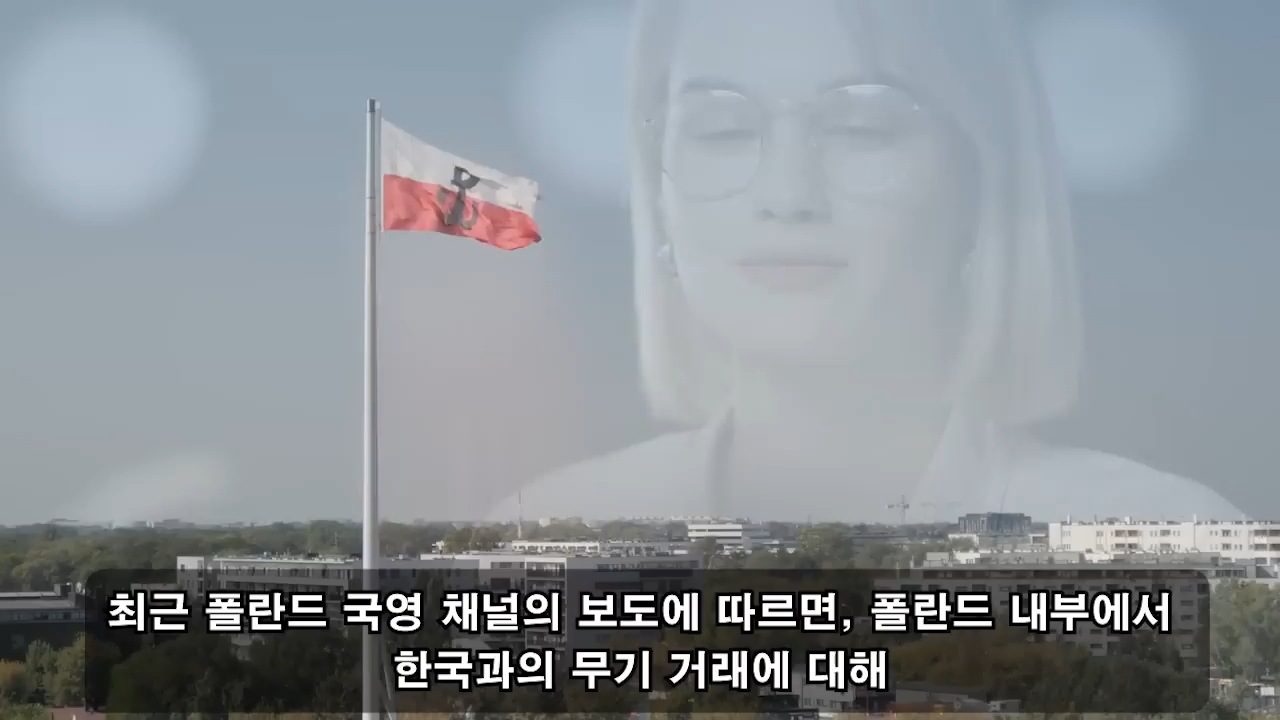 최근 폴란드 국영 채널의 보도에 따르면, 폴란드 내부에서
한국과의 무기 거래에 대해